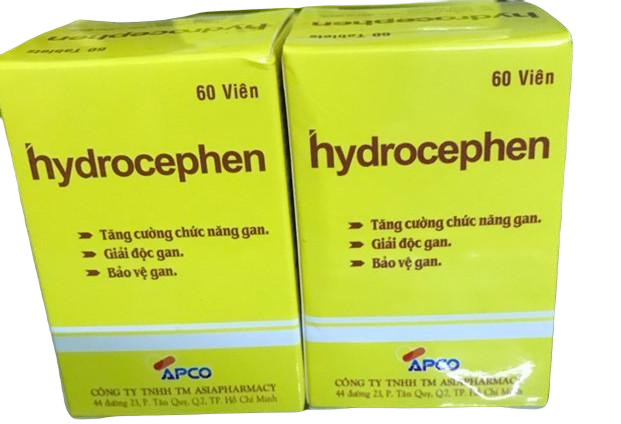 hydrocephen
60 Tablets
60 Viên
hydrocephen
Tăng cường chức năng gan.
Giải độc gan.
Bảo vệ gan.
APCO
CÔNG TY TNHH TM ASIAPHARMACY
44 đường 23, P. Tân Quy, Q7, TP. Hồ Chí Minh
hydrocephen
60 Tablets
60 Viên
hydrocephen
Tăng cường chức năng gan.
Giải độc gan.
Bảo vệ gan.
APCO
CÔNG TY TNHH TM ASIAPHARMACY
44 đường 23, P. Tân Quy, Q7, TP. Hồ Chí Minh